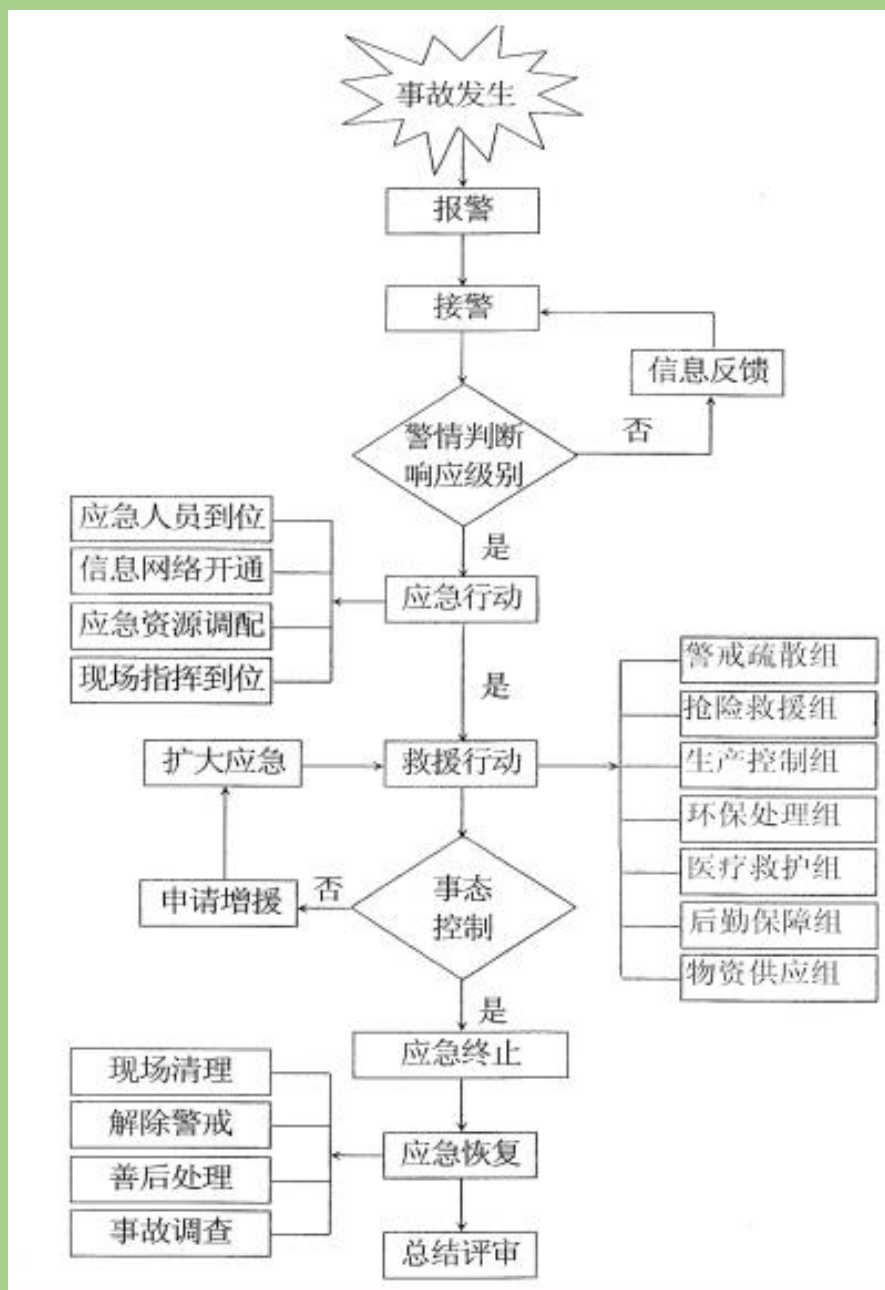 事故发生
报警
接警
信息反馈
警情判断
响应级别
否
是
应急人员到位
信息网络开通
应急资源调配
现场指挥到位
应急行动
是
警戒疏散组
抢险救援组
生产控制组
环保处理组
医疗救护组
后勤保障组
物资供应组
扩大应急
救援行动
申请增援
否
事态
控制
是
应急终止
现场清理
解除警戒
善后处理
事故调查
应急恢复
总结评审